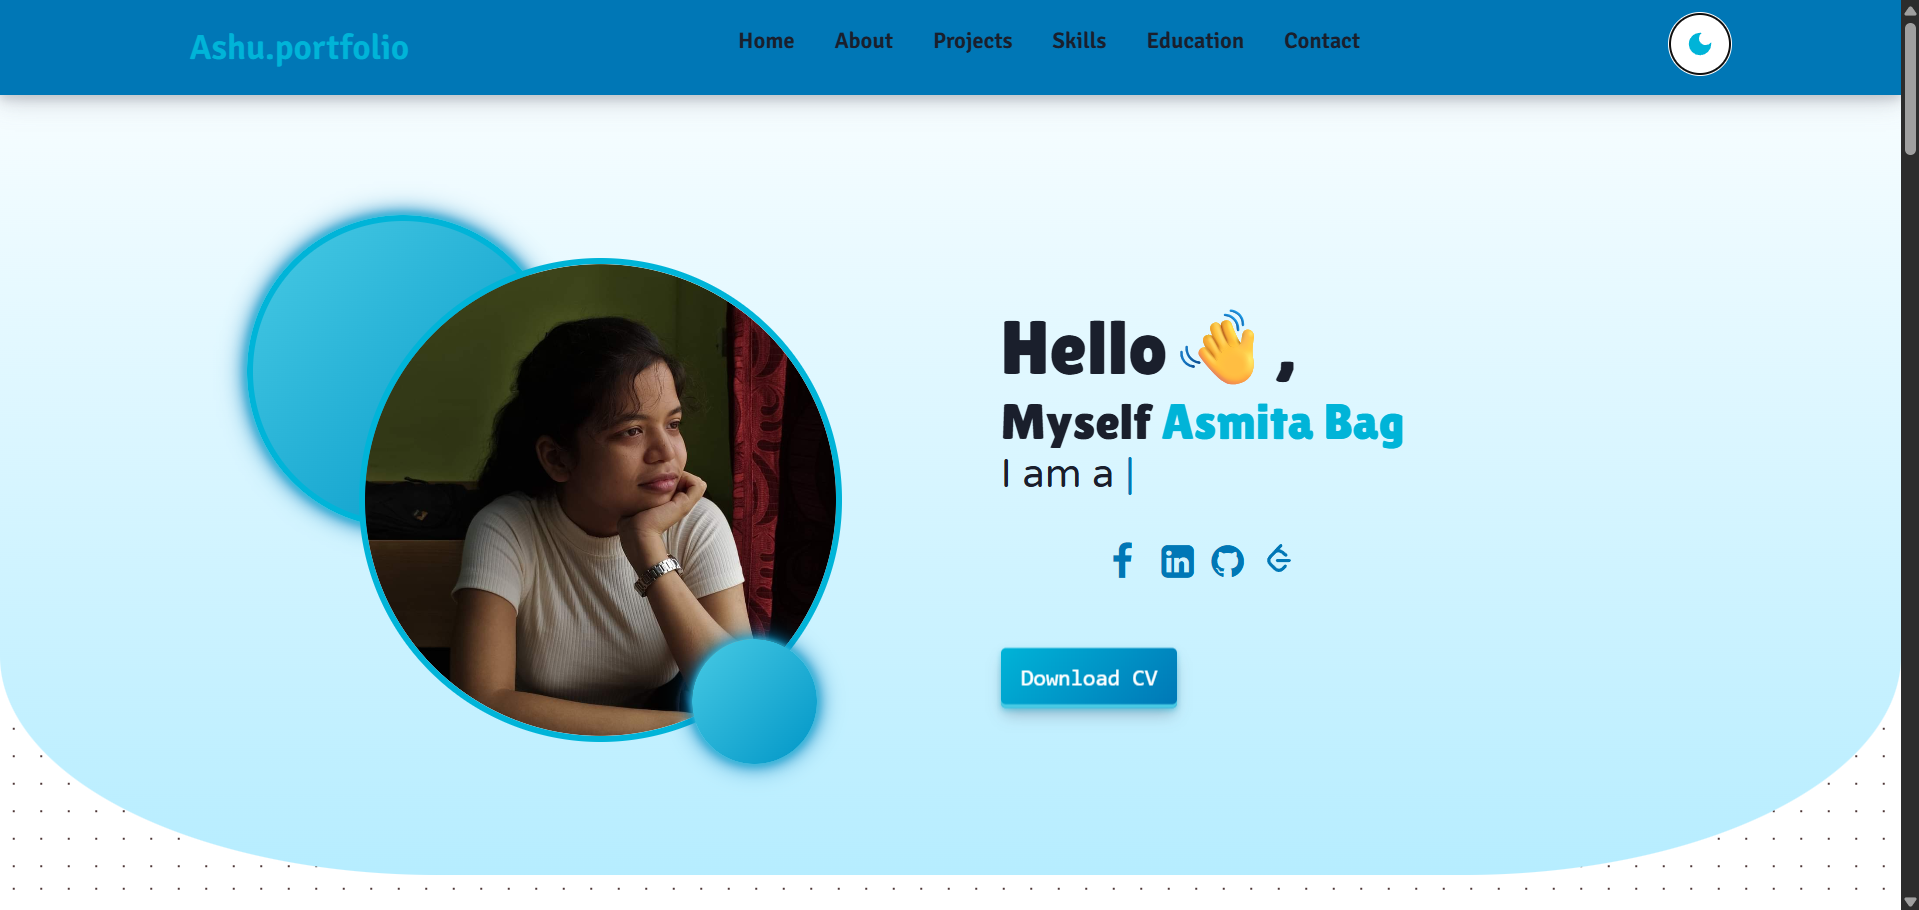 Ashu.portfolio
Home About Projects Skills Education Contact
Hello 👋 ,
Myself Asmita Bag
I am a |
Download CV